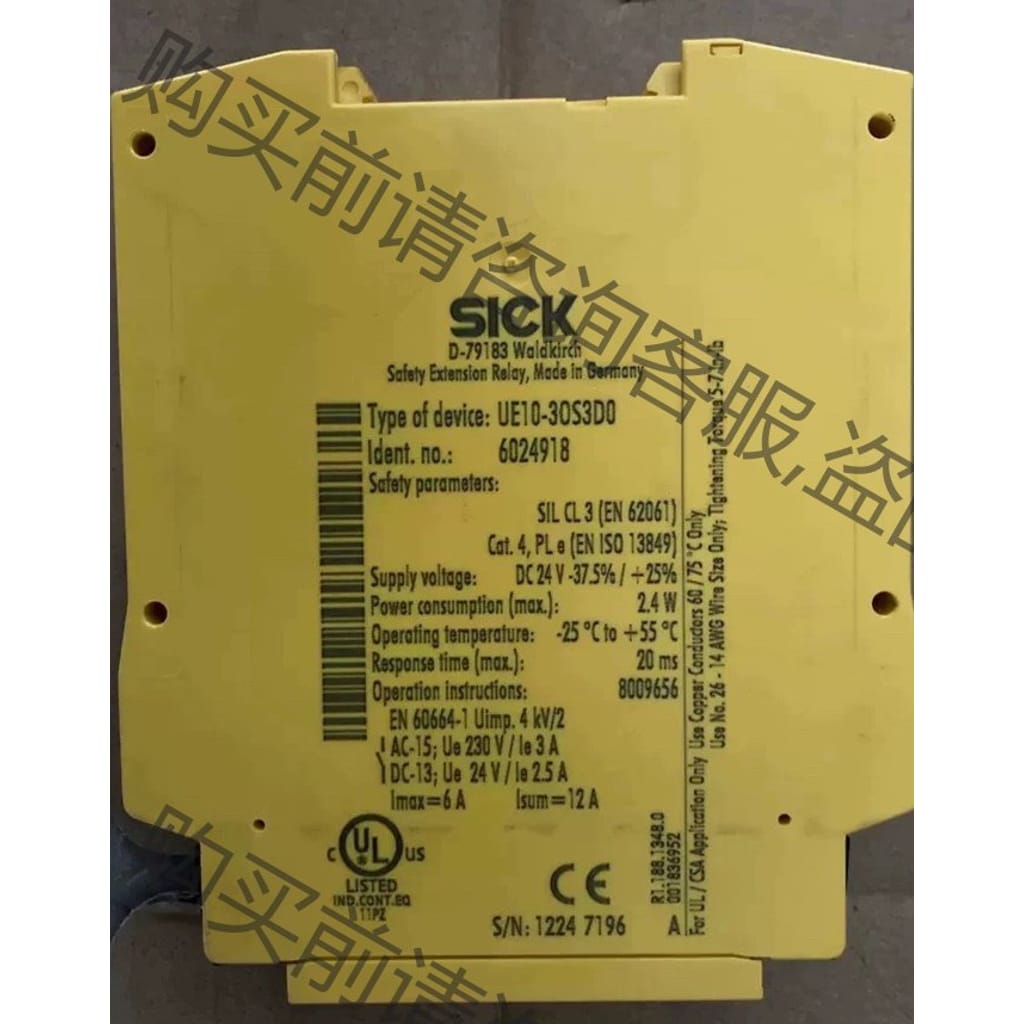 购买前请咨询客服,盗
SICK
D-79183 Waldkirch
Safety Extension Relay, Made in Germany
Type of device: UE10-3OS3D0
Ident. no.: 6024918
Safety parameters:
SIL CL 3 (EN 62061)
Cat. 4, PL e (EN ISO 13849)
Supply voltage: DC 24 V -37.5% / +25%
Power consumption (max.): 2.4 W
Operating temperature: -25 °C to +55 °C
Response time (max.): 20 ms
Operation instructions: 8009656
EN 60664-1 Uimp. 4 kV/2
AC-15; Ue 230 V / Ie 3 A
DC-13; Ue 24 V / Ie 2.5 A
Imax=6 A Isum=12 A
C UL US
LISTED
IND.CONT.EQ
11PZ
CE
S/N: 1224 7196 A
R1.188.1348.0
001836952
For UL / CSA Application Only Use Copper Conductors 60 / 75 °C Only
Use No. 26 - 14 AWG Wire Size Only; Tightening Torque 5-7 in-lb
购买前请